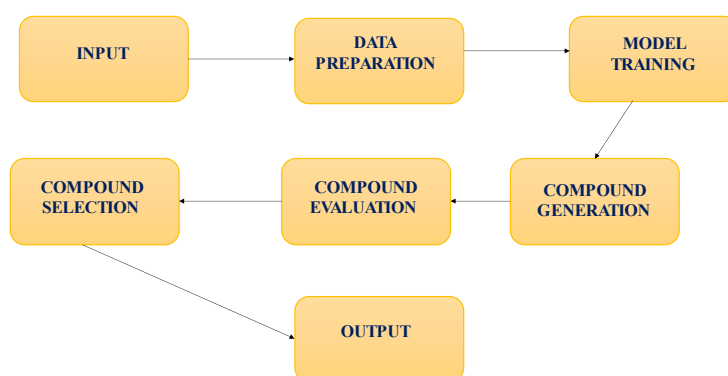 INPUT
DATA
PREPARATION
MODEL
TRAINING
COMPOUND
SELECTION
COMPOUND
EVALUATION
COMPOUND
GENERATION
OUTPUT